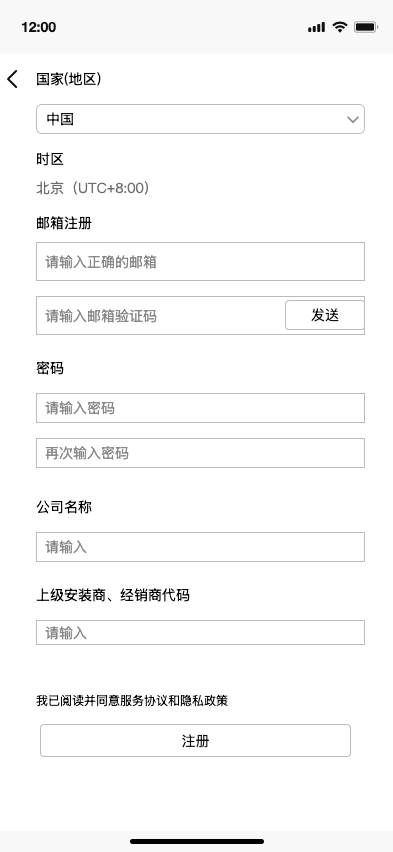 12:00
国家(地区)
中国
时区
北京（UTC+8:00）
邮箱注册
请输入正确的邮箱
请输入邮箱验证码
发送
密码
请输入密码
再次输入密码
公司名称
请输入
上级安装商、经销商代码
请输入
我已阅读并同意服务协议和隐私政策
注册